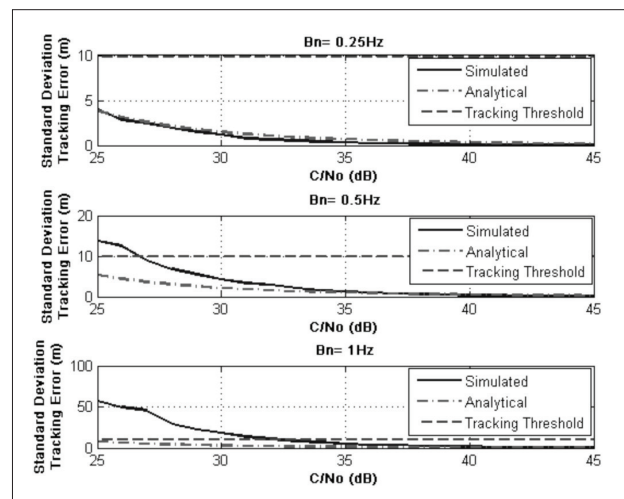 Bn= 0.25Hz
Standard Deviation
Tracking Error (m)
10
5
0
Simulated
Analytical
Tracking Threshold
25
30
35
40
45
C/No (dB)
Bn= 0.5Hz
Standard Deviation
Tracking Error (m)
20
10
0
Simulated
Analytical
Tracking Threshold
25
30
35
40
45
C/No (dB)
Bn= 1Hz
Standard Deviation
Tracking Error (m)
100
50
0
Simulated
Analytical
Tracking Threshold
25
30
35
40
45
C/No (dB)